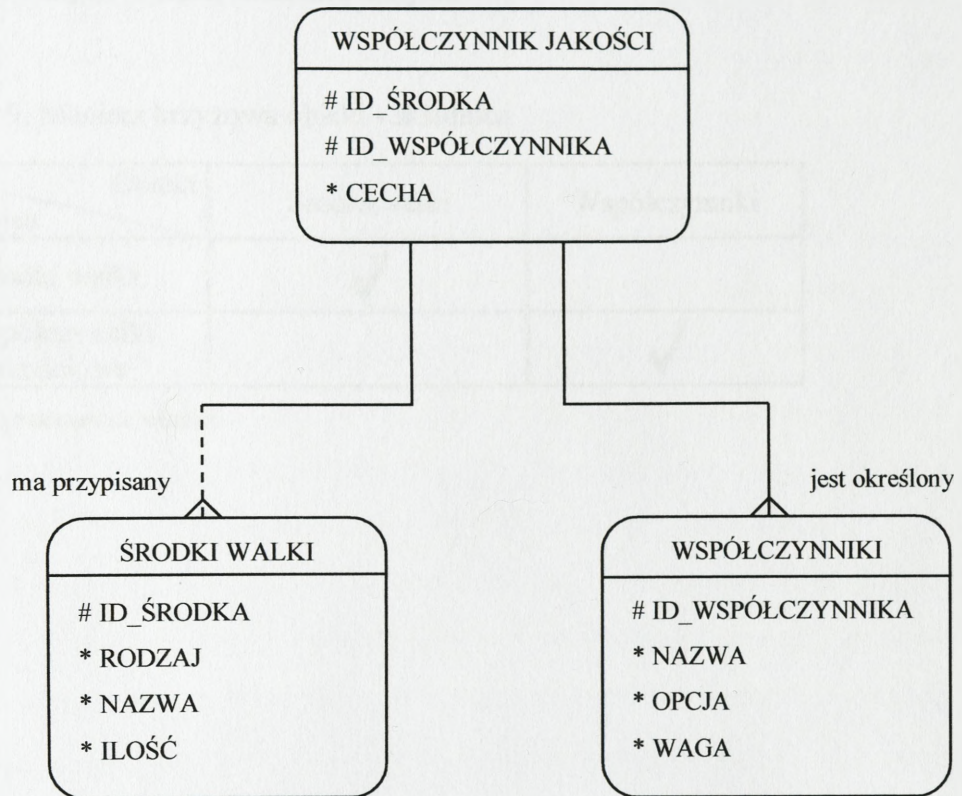 WSPÓŁCZYNNIK JAKOŚCI
# ID_ŚRODKA
# ID_WSPÓŁCZYNNIKA
* CECHA
ma przypisany
jest określony
ŚRODKI WALKI
# ID_ŚRODKA
* RODZAJ
* NAZWA
* ILOŚĆ
WSPÓŁCZYNNIKI
# ID_WSPÓŁCZYNNIKA
* NAZWA
* OPCJA
* WAGA